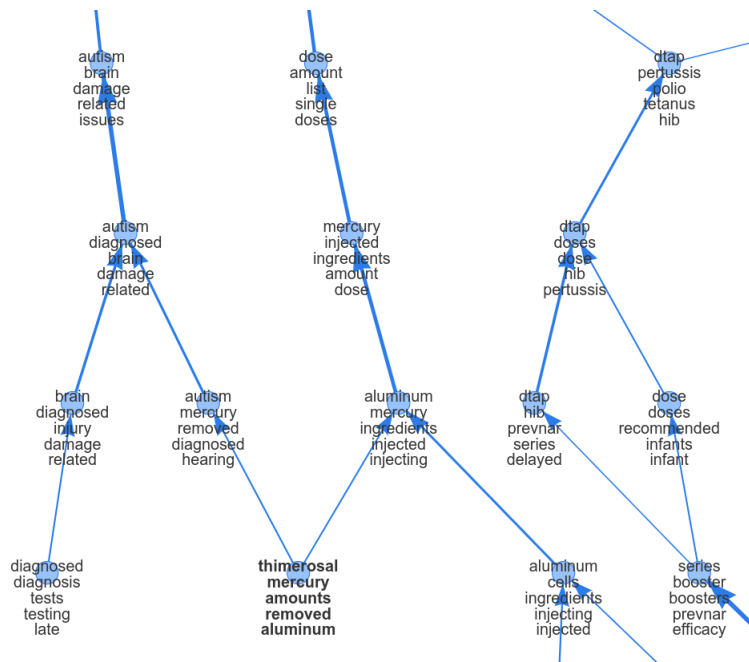 autism
brain
damage
related
issues
dose
amount
list
single
doses
dtap
pertussis
polio
tetanus
hib
autism
diagnosed
brain
damage
related
mercury
injected
ingredients
amount
dose
dtap
doses
dose
hib
pertussis
brain
diagnosed
injury
damage
related
autism
mercury
removed
diagnosed
hearing
aluminum
mercury
ingredients
injected
injecting
dtap
hib
prevnar
series
delayed
dose
doses
recommended
infants
infant
diagnosed
diagnosis
tests
testing
late
thimerosal
mercury
amounts
removed
aluminum
aluminum
cells
ingredients
injecting
injected
series
booster
boosters
prevnar
efficacy